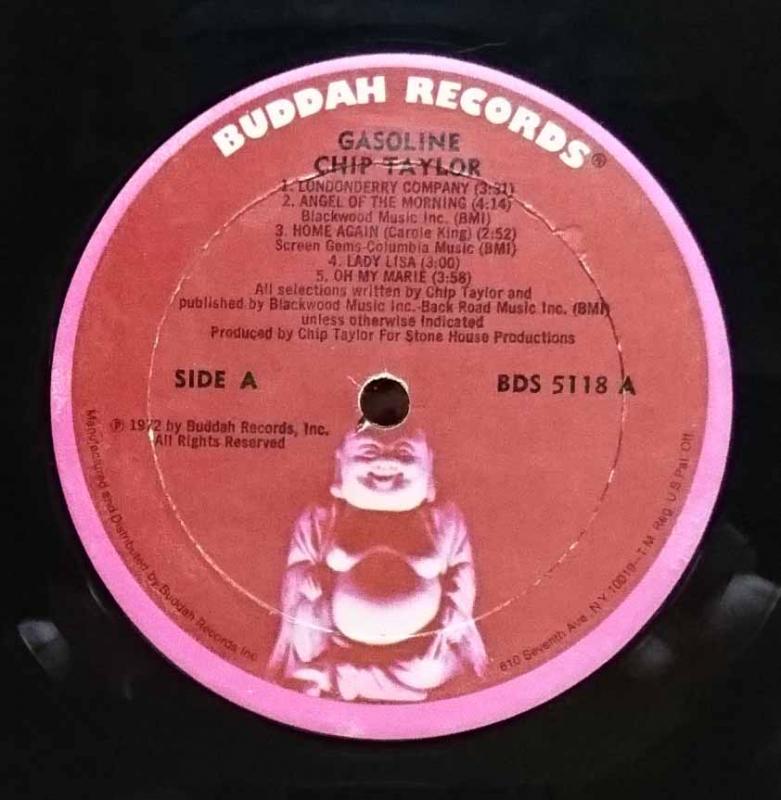 BUDDAH RECORDS®
GASOLINE
CHIP TAYLOR
1. LONDONDERRY COMPANY (3:31)
2. ANGEL OF THE MORNING (4:14)
Blackwood Music Inc. (BMI)
3. HOME AGAIN (Carole King) (2:52)
Screen Gems-Columbia Music (BMI)
4. LADY LISA (3:00)
5. OH MY MARIE (3:58)
All selections written by Chip Taylor and
published by Blackwood Music Inc.-Back Road Music Inc. (BMI)
unless otherwise indicated
Produced by Chip Taylor For Stone House Productions
SIDE A
BDS 5118 A
℗ 1972 by Buddah Records, Inc.
All Rights Reserved
Manufactured and Distributed by Buddah Records Inc.
810 Seventh Ave., N.Y. 10019—T.M. Reg. U.S. Pat. Off.